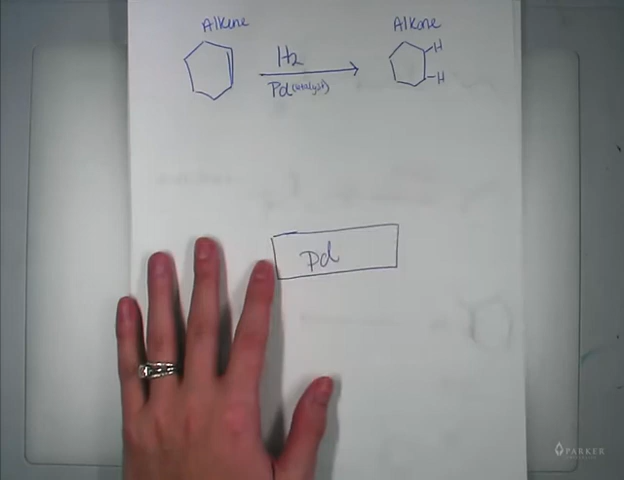 Alkene
Alkane
H2
Pd(catalyst)
H
H
Pd
PARKER